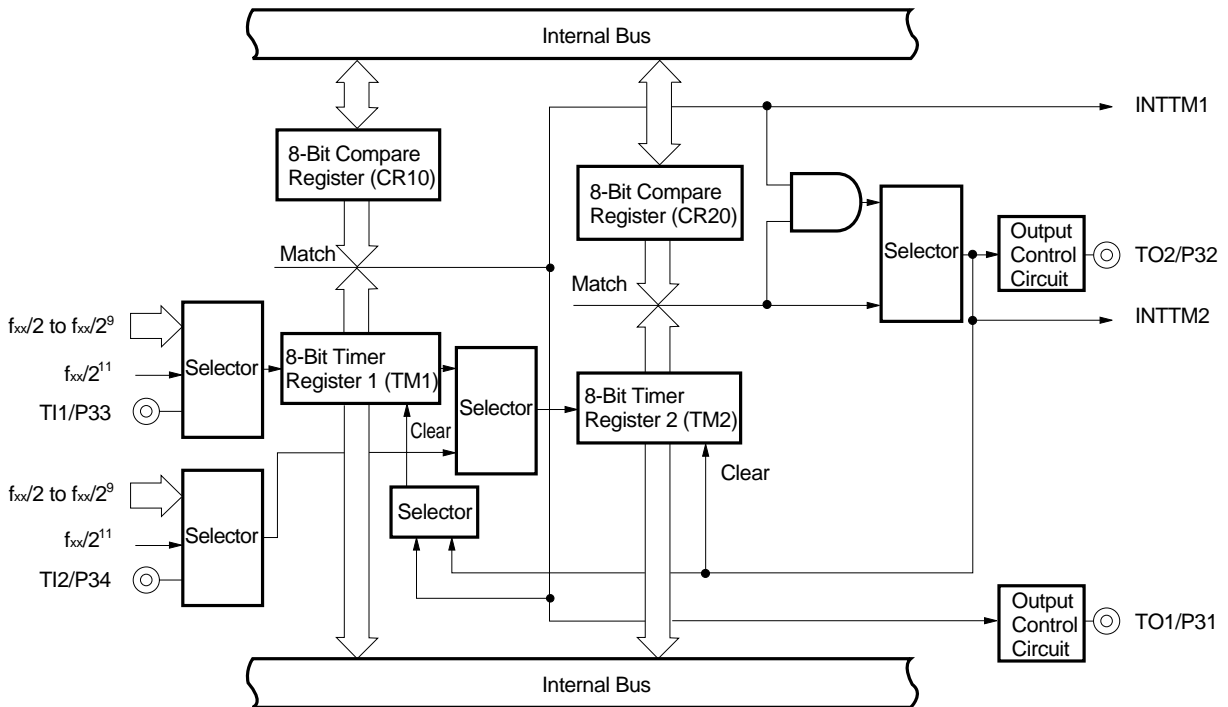 Internal Bus
INTTM1
8-Bit Compare
Register (CR10)
8-Bit Compare
Register (CR20)
Selector
Output
Control
Circuit
TO2/P32
Match
Match
INTTM2
fxx/2 to fxx/2⁹
fxx/2¹¹
TI1/P33
Selector
8-Bit Timer
Register 1 (TM1)
Selector
8-Bit Timer
Register 2 (TM2)
Clear
Clear
fxx/2 to fxx/2⁹
fxx/2¹¹
TI2/P34
Selector
Selector
Output
Control
Circuit
TO1/P31
Internal Bus